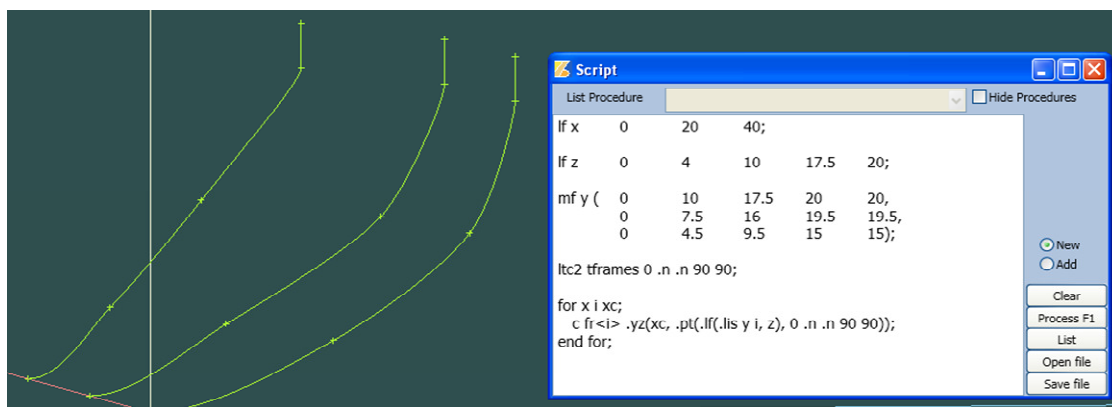 Script
List Procedure
Hide Procedures
lf x 0 20 40;
lf z 0 4 10 17.5 20;
mf y ( 0 10 17.5 20 20,
0 7.5 16 19.5 19.5,
0 4.5 9.5 15 15);
ltc2 tframes 0 .n .n 90 90;
for x i xc;
c fr<i> .yz(xc, .pt(.lf(.lis y i, z), 0 .n .n 90 90));
end for;
New
Add
Clear
Process F1
List
Open file
Save file